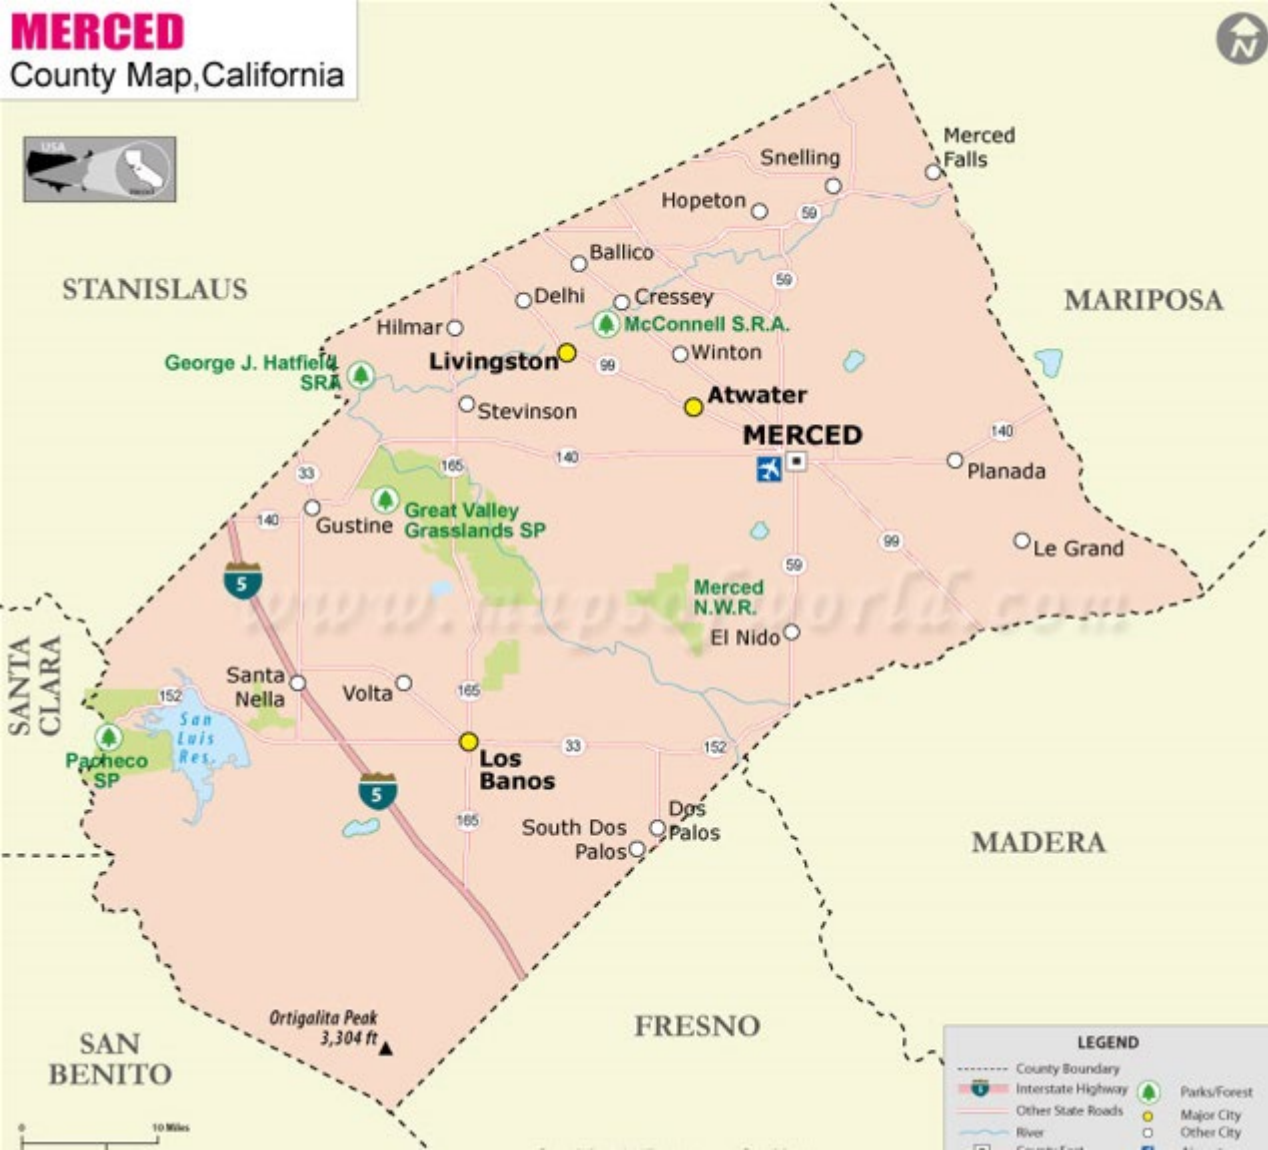 MERCED
County Map,California
USA
N
Merced
Falls
Snelling
Hopeton
59
Ballico
STANISLAUS
59
Delhi
Cressey
MARIPOSA
Hilmar
McConnell S.R.A.
George J. Hatfield
SRA
Livingston
99
Winton
Atwater
Stevinson
MERCED
140
33
165
140
Planada
140
Gustine
Great Valley
Grasslands SP
99
Le Grand
5
59
www.mapsofworld.com
Merced
N.W.R.
El Nido
SANTA
CLARA
Santa
Nella
Volta
165
152
San
Luis
Res.
Pacheco
SP
33
152
Los
Banos
5
165
South Dos
Palos
Dos
Palos
MADERA
Ortigalita Peak
3,304 ft
FRESNO
SAN
BENITO
0
10 Miles
LEGEND
County Boundary
5
Interstate Highway
Parks/Forest
Other State Roads
Major City
River
Other City